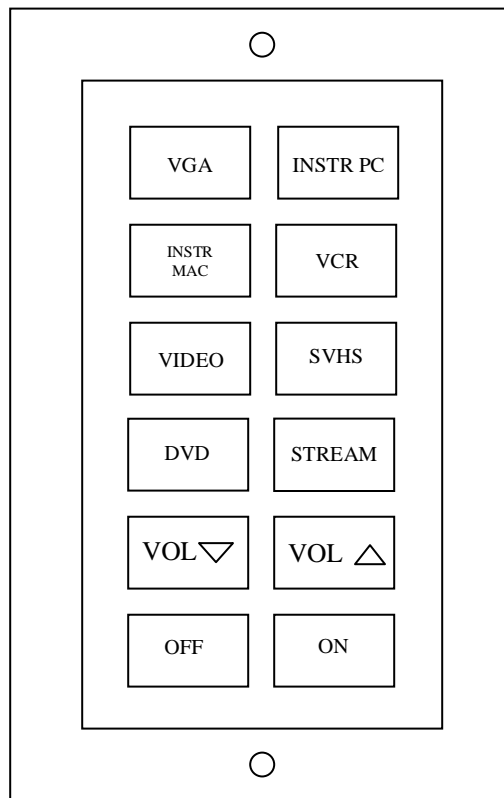 VGA
INSTR PC
INSTR
MAC
VCR
VIDEO
SVHS
DVD
STREAM
VOL
VOL
OFF
ON